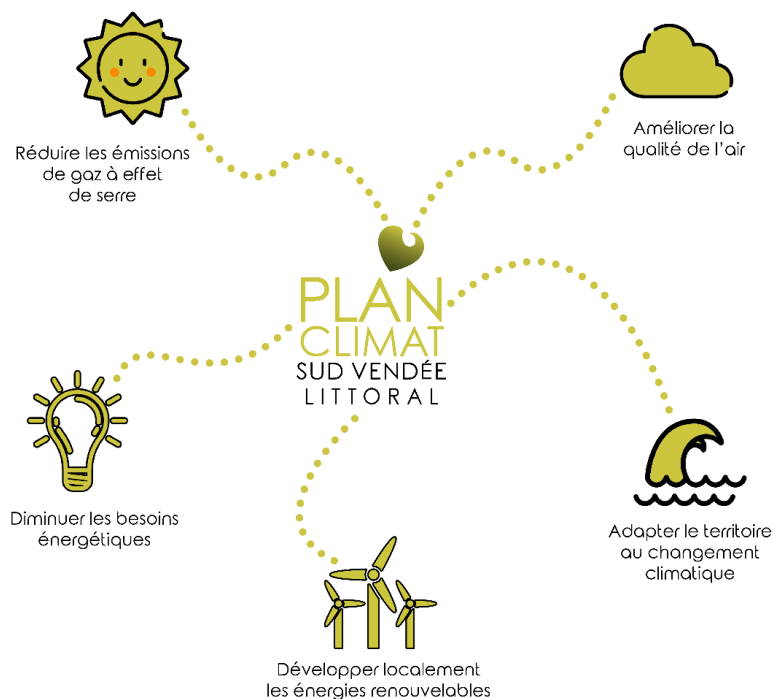 Réduire les émissions
de gaz à effet
de serre
Améliorer la
qualité de l'air
PLAN
CLIMAT
SUD VENDÉE
LITTORAL
Diminuer les besoins
énergétiques
Adapter le territoire
au changement
climatique
Développer localement
les énergies renouvelables